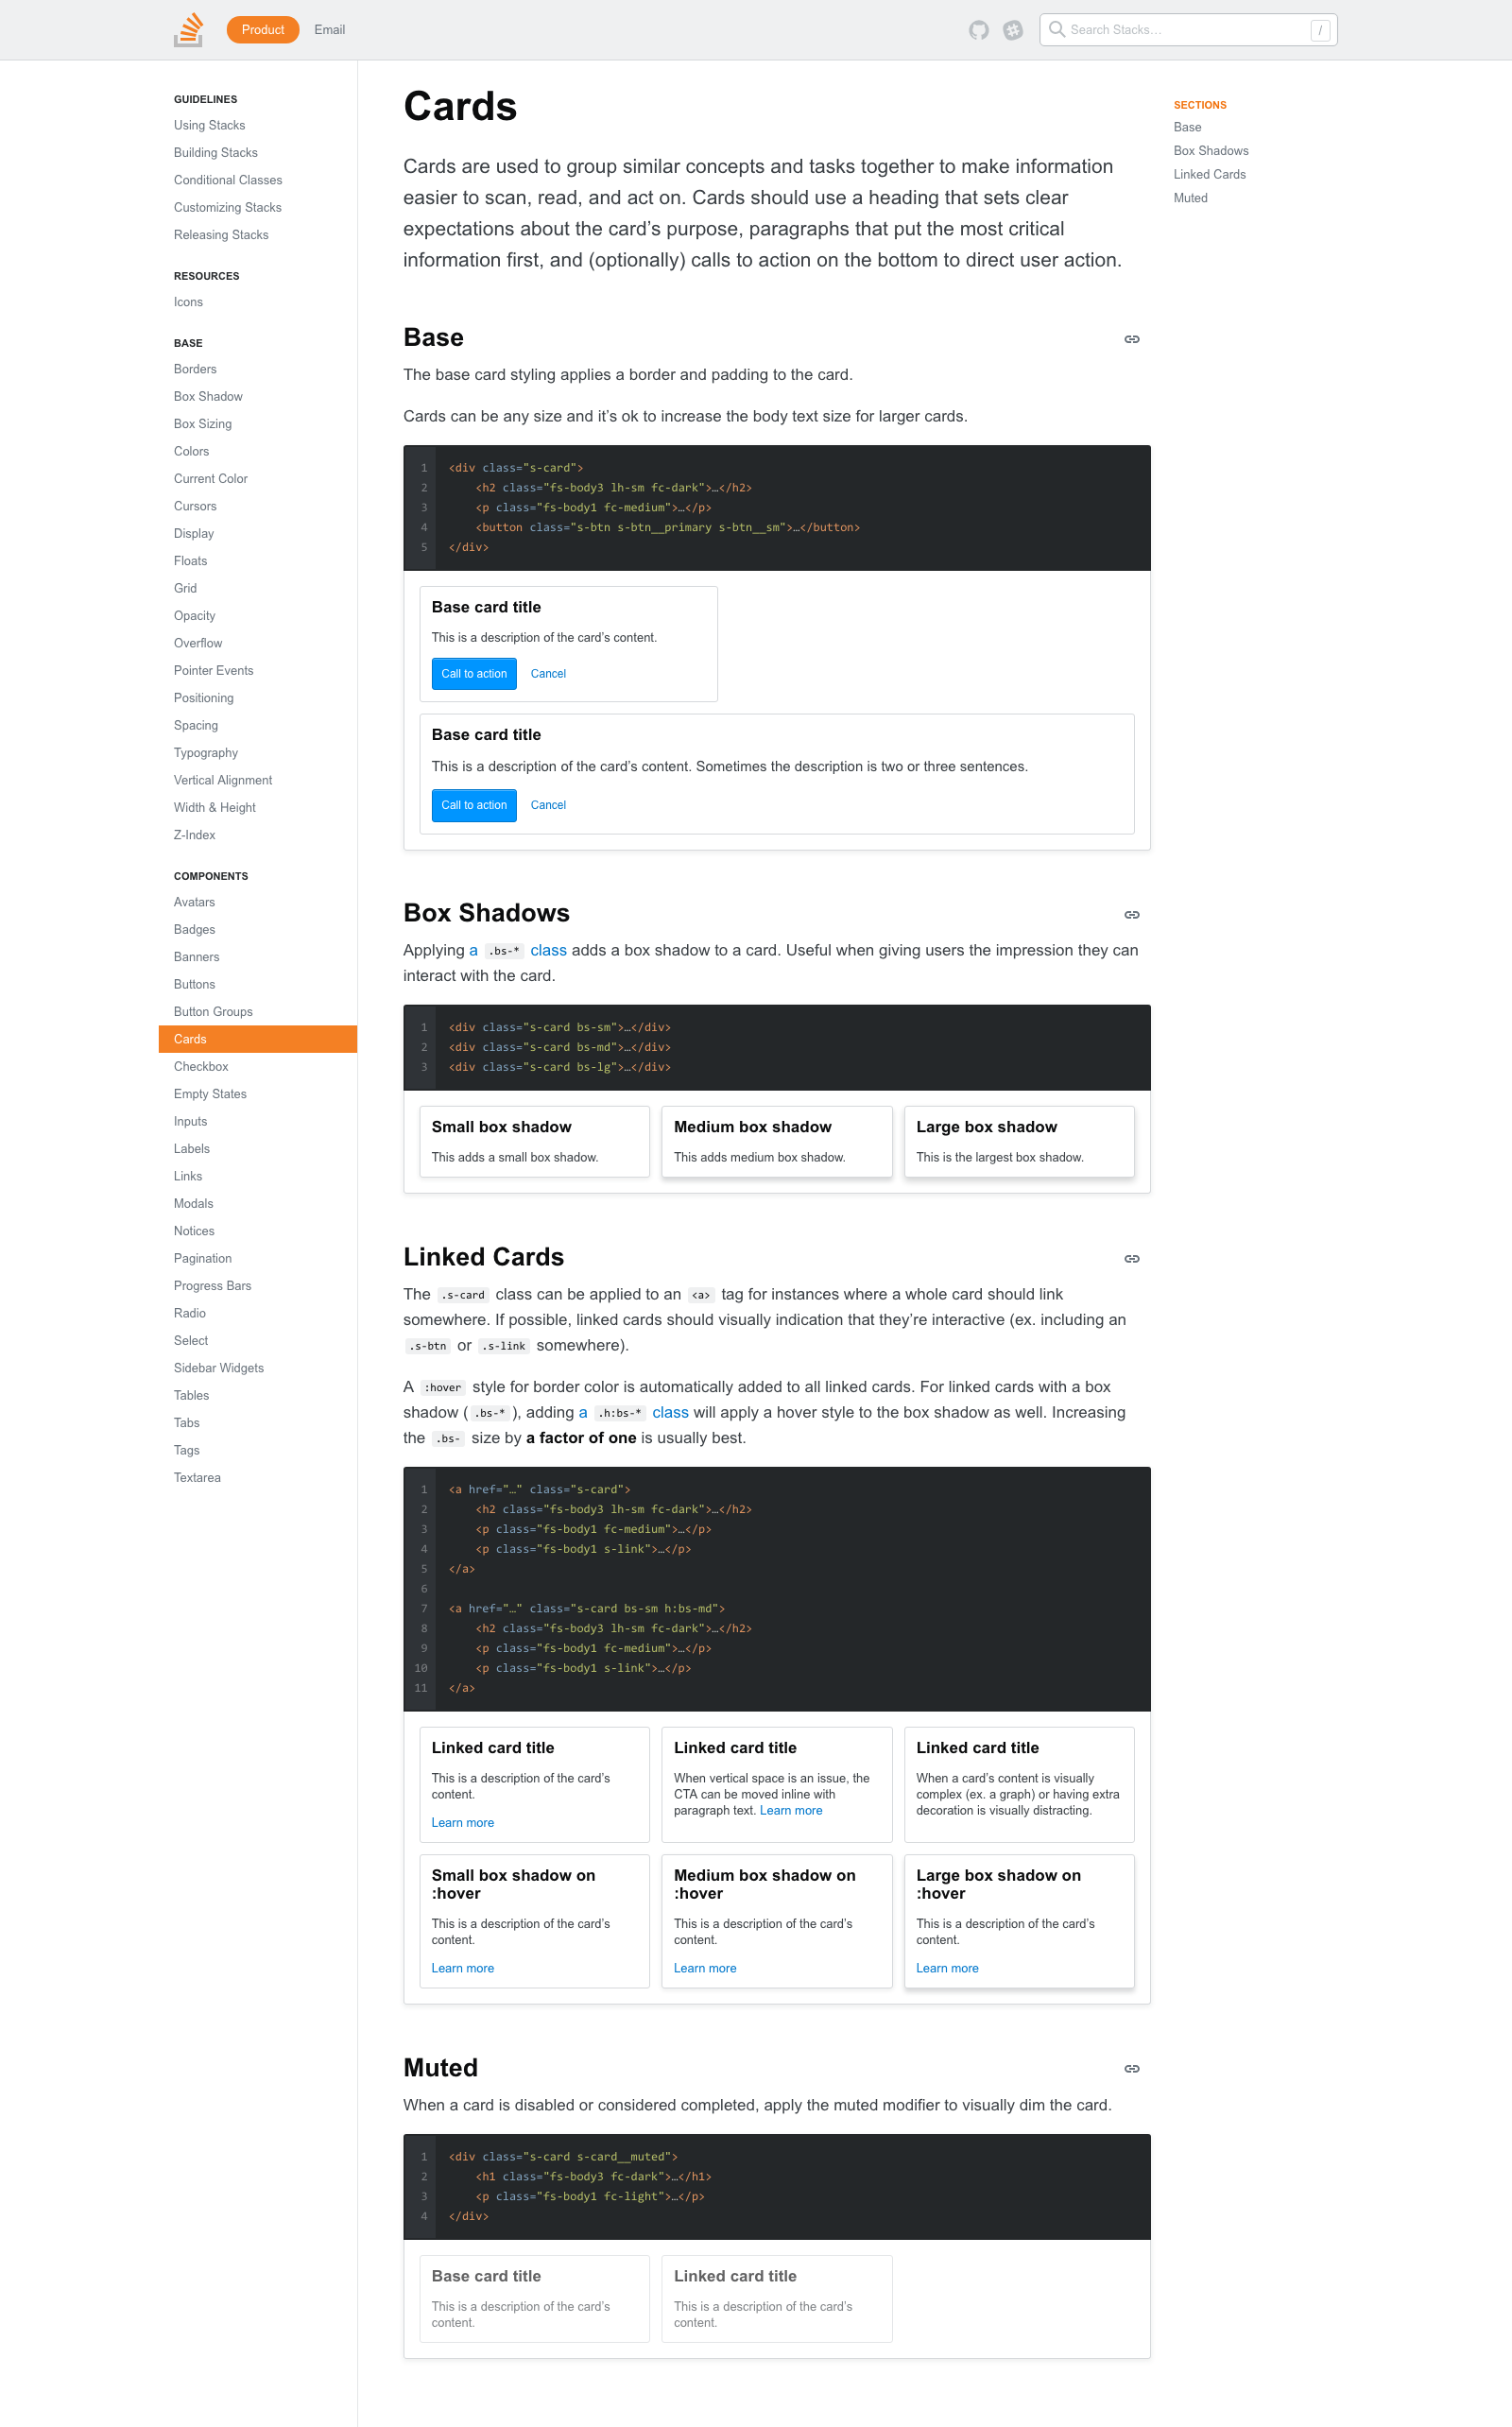 Product
Email
Search Stacks…
/
GUIDELINES
Using Stacks
Building Stacks
Conditional Classes
Customizing Stacks
Releasing Stacks
RESOURCES
Icons
BASE
Borders
Box Shadow
Box Sizing
Colors
Current Color
Cursors
Display
Floats
Grid
Opacity
Overflow
Pointer Events
Positioning
Spacing
Typography
Vertical Alignment
Width & Height
Z-Index
COMPONENTS
Avatars
Badges
Banners
Buttons
Button Groups
Cards
Checkbox
Empty States
Inputs
Labels
Links
Modals
Notices
Pagination
Progress Bars
Radio
Select
Sidebar Widgets
Tables
Tabs
Tags
Textarea
Cards
Cards are used to group similar concepts and tasks together to make information
easier to scan, read, and act on. Cards should use a heading that sets clear
expectations about the card’s purpose, paragraphs that put the most critical
information first, and (optionally) calls to action on the bottom to direct user action.
SECTIONS
Base
Box Shadows
Linked Cards
Muted
Base
The base card styling applies a border and padding to the card.
Cards can be any size and it’s ok to increase the body text size for larger cards.
1 <div class="s-card">
2 <h2 class="fs-body3 lh-sm fc-dark">…</h2>
3 <p class="fs-body1 fc-medium">…</p>
4 <button class="s-btn s-btn__primary s-btn__sm">…</button>
5 </div>
Base card title
This is a description of the card’s content.
Call to action Cancel
Base card title
This is a description of the card’s content. Sometimes the description is two or three sentences.
Call to action Cancel
Box Shadows
Applying a .bs-* class adds a box shadow to a card. Useful when giving users the impression they can
interact with the card.
1 <div class="s-card bs-sm">…</div>
2 <div class="s-card bs-md">…</div>
3 <div class="s-card bs-lg">…</div>
Small box shadow
This adds a small box shadow.
Medium box shadow
This adds medium box shadow.
Large box shadow
This is the largest box shadow.
Linked Cards
The .s-card class can be applied to an <a> tag for instances where a whole card should link
somewhere. If possible, linked cards should visually indication that they’re interactive (ex. including an
.s-btn or .s-link somewhere).
A :hover style for border color is automatically added to all linked cards. For linked cards with a box
shadow (.bs-*), adding a .h:bs-* class will apply a hover style to the box shadow as well. Increasing
the .bs- size by a factor of one is usually best.
1 <a href="…" class="s-card">
2 <h2 class="fs-body3 lh-sm fc-dark">…</h2>
3 <p class="fs-body1 fc-medium">…</p>
4 <p class="fs-body1 s-link">…</p>
5 </a>
6
7 <a href="…" class="s-card bs-sm h:bs-md">
8 <h2 class="fs-body3 lh-sm fc-dark">…</h2>
9 <p class="fs-body1 fc-medium">…</p>
10 <p class="fs-body1 s-link">…</p>
11 </a>
Linked card title
This is a description of the card’s
content.
Learn more
Linked card title
When vertical space is an issue, the
CTA can be moved inline with
paragraph text. Learn more
Linked card title
When a card’s content is visually
complex (ex. a graph) or having extra
decoration is visually distracting.
Small box shadow on
:hover
This is a description of the card’s
content.
Learn more
Medium box shadow on
:hover
This is a description of the card’s
content.
Learn more
Large box shadow on
:hover
This is a description of the card’s
content.
Learn more
Muted
When a card is disabled or considered completed, apply the muted modifier to visually dim the card.
1 <div class="s-card s-card__muted">
2 <h1 class="fs-body3 fc-dark">…</h1>
3 <p class="fs-body1 fc-light">…</p>
4 </div>
Base card title
This is a description of the card’s
content.
Linked card title
This is a description of the card’s
content.